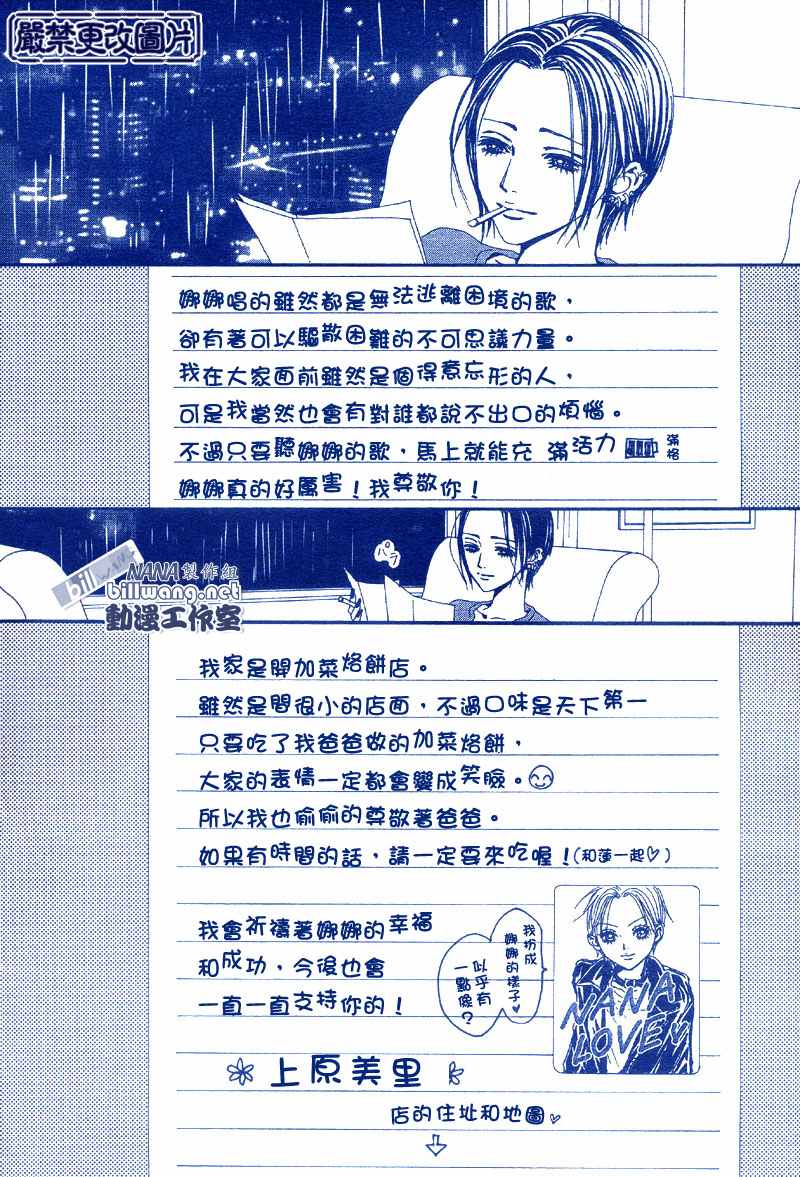 嚴禁更改圖片
娜娜唱的雖然都是無法逃離困境的歌，
卻有著可以驅散困難的不可思議力量。
我在大家面前雖然是個得意忘形的人，
可是我當然也會有對誰都說不出口的煩惱。
不過只要聽娜娜的歌，馬上就能充 滿活力 滿格
娜娜真的好厲害！我尊敬你！
パラ
bill wang
NANA製作組
billwang.net
動漫工作室
我家是開加菜烙餅店。
雖然是間很小的店面，不過口味是天下第一
只要吃了我爸爸做的加菜烙餅，
大家的表情一定都會變成笑臉。
所以我也偷偷的尊敬著爸爸。
如果有時間的話，請一定要來吃喔！(和蓮一起♡)
我會祈禱著娜娜的幸福
和成功，今後也會
一直一直支持你的！
我扮成
娜娜的樣子♥
似乎有
一點像？
NANA
LOVE♥
上原美里
店的住址和地圖♥
↓